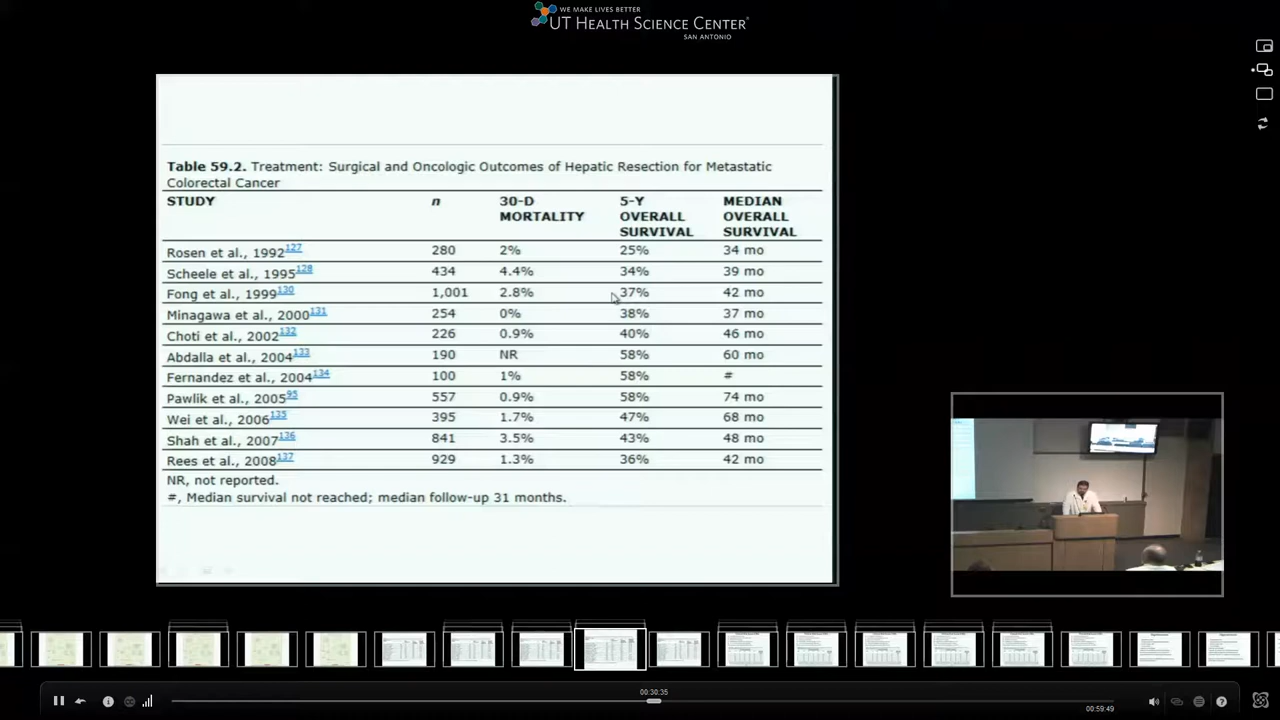 WE MAKE LIVES BETTER
UT HEALTH SCIENCE CENTER®
SAN ANTONIO
Table 59.2. Treatment: Surgical and Oncologic Outcomes of Hepatic Resection for Metastatic
Colorectal Cancer
STUDY n 30-D MORTALITY 5-Y OVERALL SURVIVAL MEDIAN OVERALL SURVIVAL
Rosen et al., 1992127 280 2% 25% 34 mo
Scheele et al., 1995128 434 4.4% 34% 39 mo
Fong et al., 1999130 1,001 2.8% 37% 42 mo
Minagawa et al., 2000131 254 0% 38% 37 mo
Choti et al., 2002132 226 0.9% 40% 46 mo
Abdalla et al., 2004133 190 NR 58% 60 mo
Fernandez et al., 2004134 100 1% 58% #
Pawlik et al., 200595 557 0.9% 58% 74 mo
Wei et al., 2006135 395 1.7% 47% 68 mo
Shah et al., 2007136 841 3.5% 43% 48 mo
Rees et al., 2008137 929 1.3% 36% 42 mo
NR, not reported.
#, Median survival not reached; median follow-up 31 months.
00:30:35
00:59:49